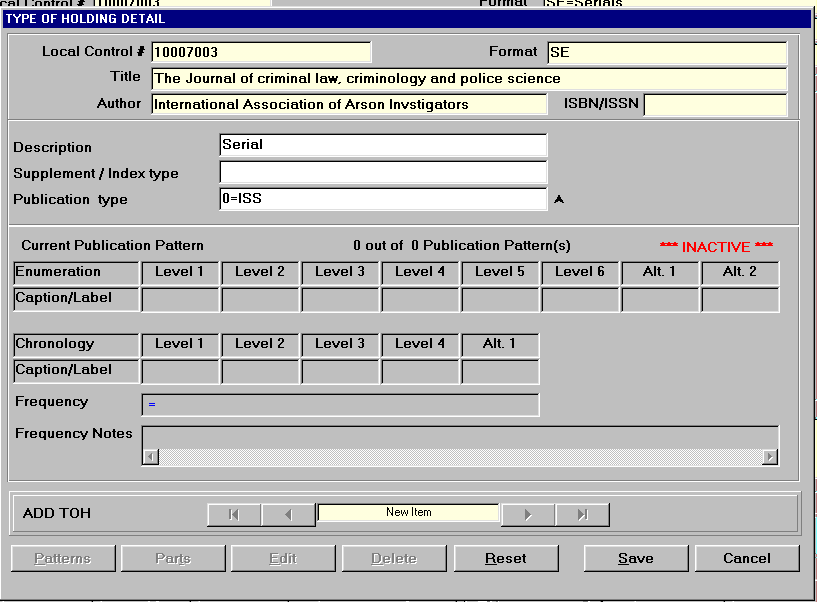 cal Control # 10007003 Format SE=Serials
TYPE OF HOLDING DETAIL
Local Control # 10007003 Format SE
Title The Journal of criminal law, criminology and police science
Author International Association of Arson Invstigators ISBN/ISSN
Description Serial
Supplement / Index type
Publication type 0=ISS
Current Publication Pattern 0 out of 0 Publication Pattern(s) *** INACTIVE ***
Enumeration Level 1 Level 2 Level 3 Level 4 Level 5 Level 6 Alt. 1 Alt. 2
Caption/Label
Chronology Level 1 Level 2 Level 3 Level 4 Alt. 1
Caption/Label
Frequency =
Frequency Notes
ADD TOH New Item
Patterns Parts Edit Delete Reset Save Cancel